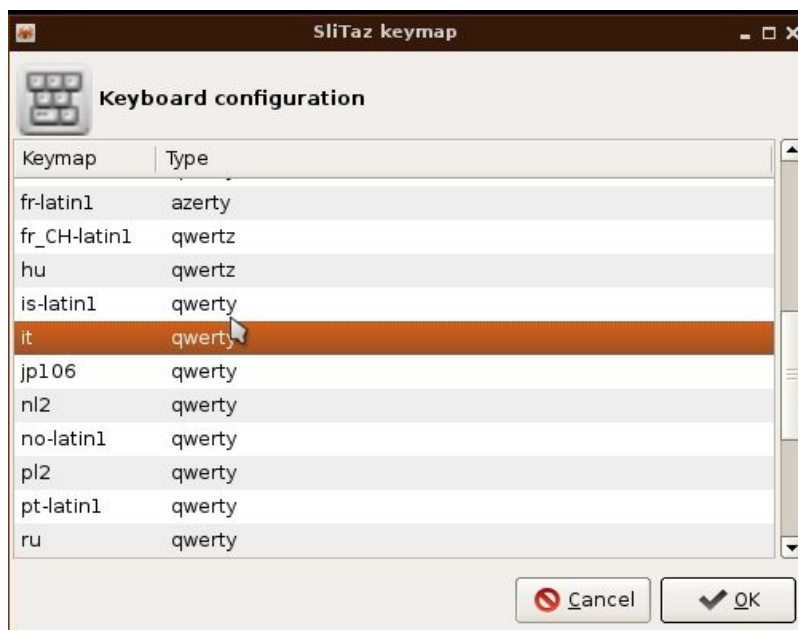 SliTaz keymap
Keyboard configuration
Keymap Type
fr-latin1 azerty
fr_CH-latin1 qwertz
hu qwertz
is-latin1 qwerty
it qwerty
jp106 qwerty
nl2 qwerty
no-latin1 qwerty
pl2 qwerty
pt-latin1 qwerty
ru qwerty
Cancel OK